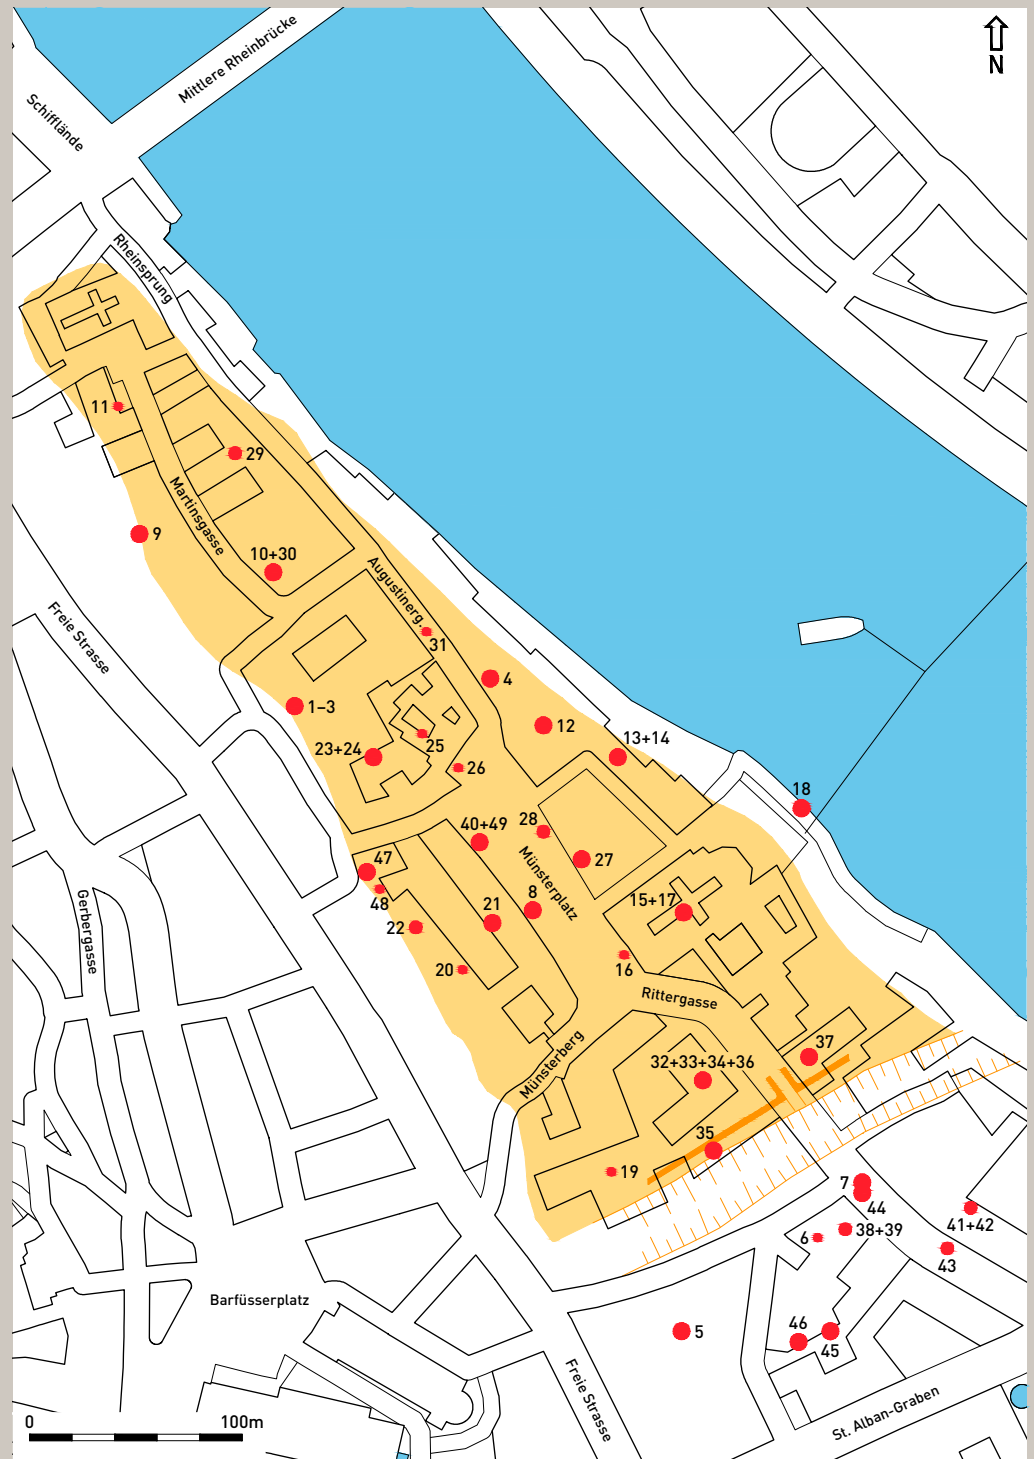 Mittlere Rheinbrücke
N
Schifflände
Rheinsprung
11
29
Martinsgasse
9
10+30
Augustinerg.
31
Freie Strasse
4
1–3
12
13+14
23+24
25
26
18
40+49
28
27
Münsterplatz
47
48
8
15+17
21
22
Gerbergasse
20
16
Rittergasse
Münsterberg
37
32+33+34+36
35
19
7
44
41+42
38+39
6
43
Barfüsserplatz
5
46
45
Freie Strasse
St. Alban-Graben
0 100m